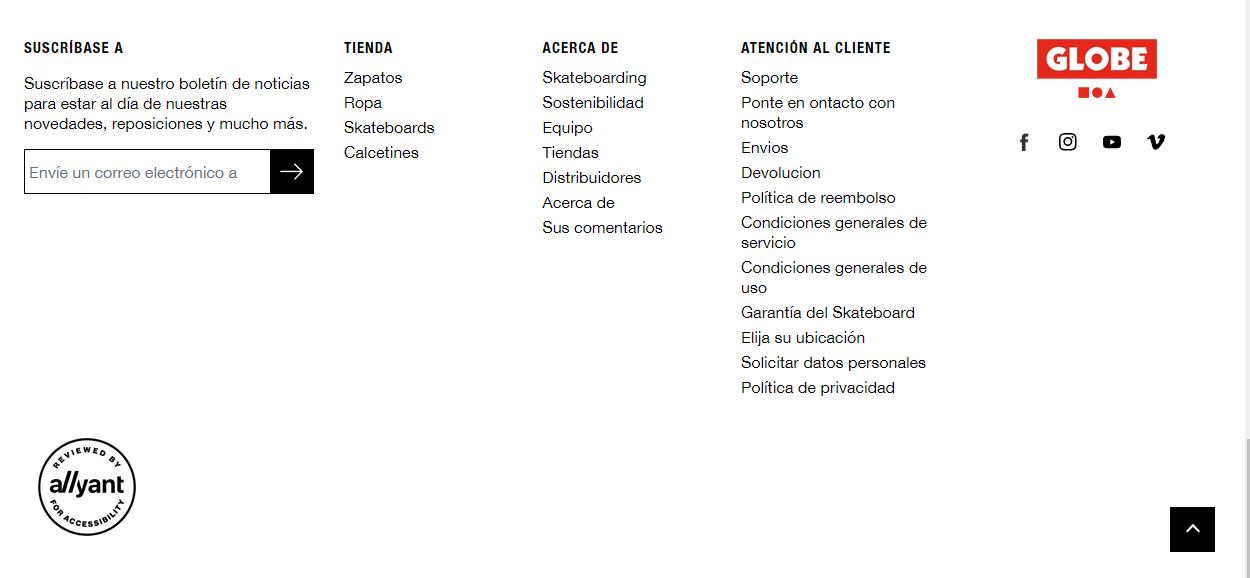 SUSCRÍBASE A
Suscríbase a nuestro boletín de noticias
para estar al día de nuestras
novedades, reposiciones y mucho más.
Envíe un correo electrónico a
TIENDA
Zapatos
Ropa
Skateboards
Calcetines
ACERCA DE
Skateboarding
Sostenibilidad
Equipo
Tiendas
Distribuidores
Acerca de
Sus comentarios
ATENCIÓN AL CLIENTE
Soporte
Ponte en ontacto con
nosotros
Envios
Devolucion
Política de reembolso
Condiciones generales de
servicio
Condiciones generales de
uso
Garantía del Skateboard
Elija su ubicación
Solicitar datos personales
Política de privacidad
GLOBE
REVIEWED BY
allyant
FOR ACCESSIBILITY